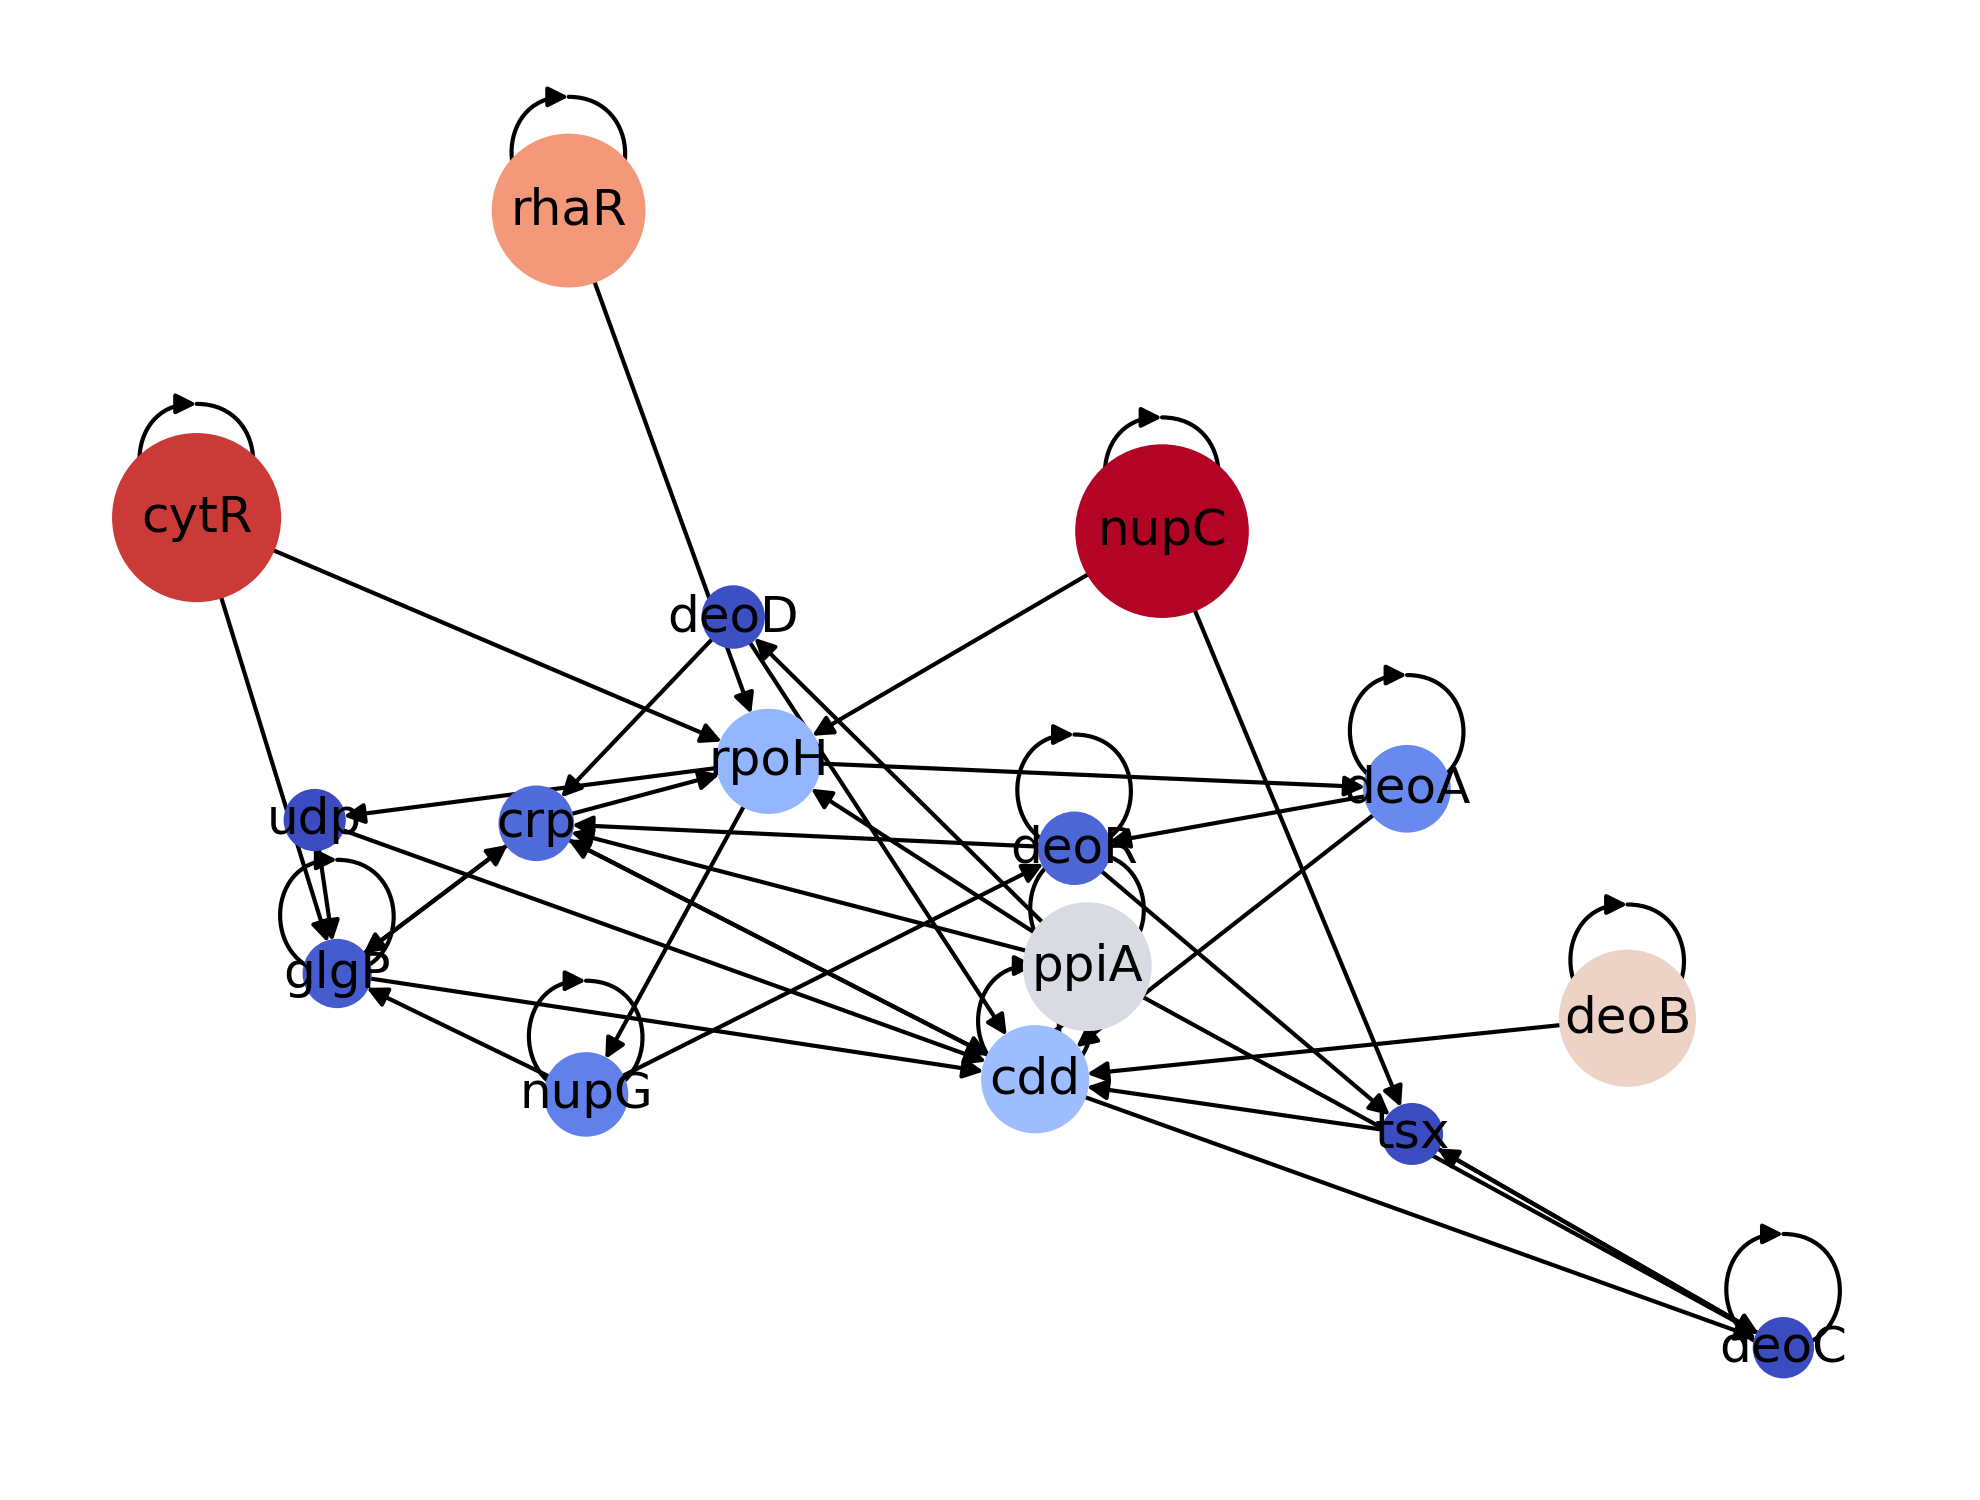 rhaR
cytR
nupC
deoD
rpoH
deoA
udp
crp
deoR
glgP
ppiA
deoB
cdd
nupG
tsx
deoC